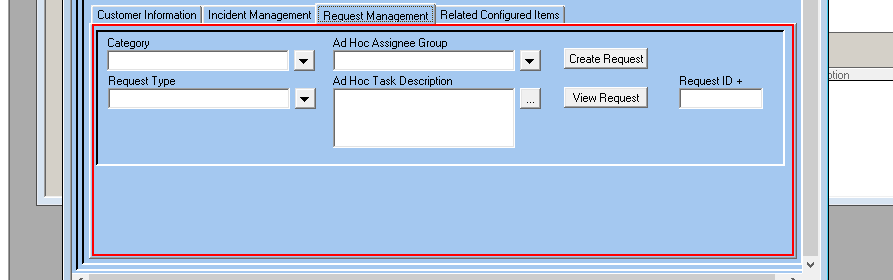 Customer Information Incident Management Request Management Related Configured Items
Category Ad Hoc Assignee Group
Create Request
Request Type Ad Hoc Task Description Request ID +
... View Request
ption